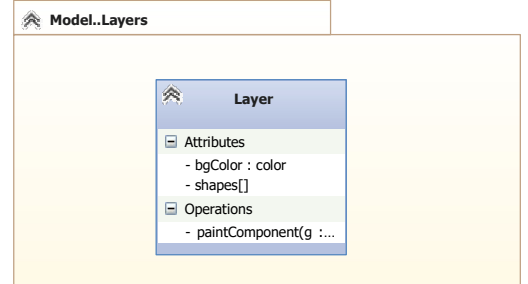 Model..Layers
Layer
Attributes
- bgColor : color
- shapes[]
Operations
- paintComponent(g :...